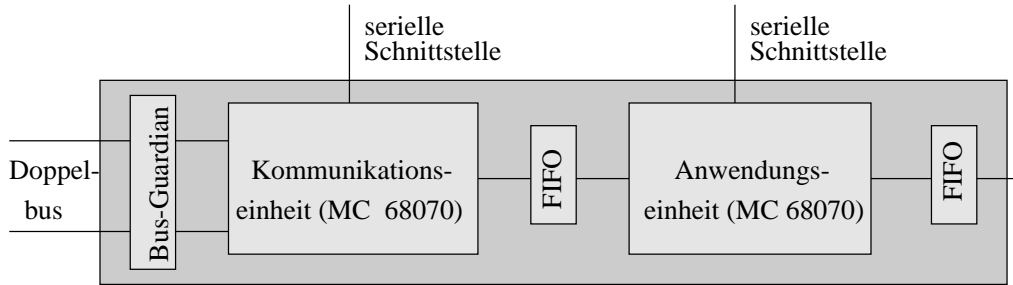 serielle
Schnittstelle
serielle
Schnittstelle
Doppel-
bus
Bus-Guardian
Kommunikations-
einheit (MC 68070)
FIFO
Anwendungs-
einheit (MC 68070)
FIFO